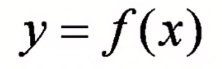 y = f(x)